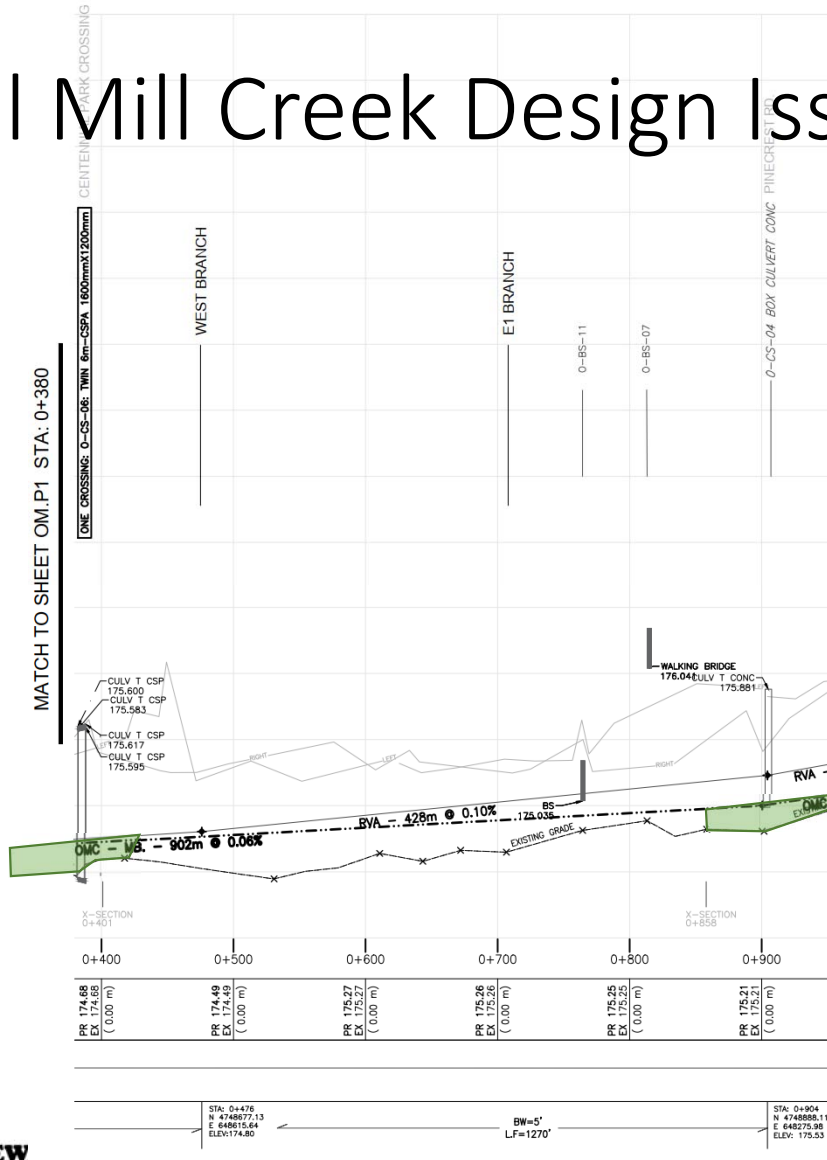 l Mill Creek Design Iss
CENTENNIAL PARK CROSSING
ONE CROSSING: O-CS-06: TWIN 6m-CSPA 1600mmX1200mm
MATCH TO SHEET OM.P1 STA: 0+380
WEST BRANCH
E1 BRANCH
O-BS-11
O-BS-07
O-CS-04 BOX CULVERT CONC PINECREST RD
WALKING BRIDGE
176.041
CULV T CONC
175.881
CULV T CSP
175.600
CULV T CSP
175.583
CULV T CSP
175.617
CULV T CSP
175.595
LEFT
RIGHT
LEFT
RIGHT
RVA -
BS
175.035
RVA - 428m @ 0.10%
OMC - MB. - 902m @ 0.06%
EXISTING GRADE
OMC
X-SECTION
0+401
X-SECTION
0+858
0+400
0+500
0+600
0+700
0+800
0+900
PR 174.68
EX 174.68
( 0.00 m)
PR 174.49
EX 174.49
( 0.00 m)
PR 175.27
EX 175.27
( 0.00 m)
PR 175.26
EX 175.26
( 0.00 m)
PR 175.25
EX 175.25
( 0.00 m)
PR 175.21
EX 175.21
( 0.00 m)
STA: 0+476
N 4748677.13
E 648615.64
ELEV:174.80
BW=5'
L.F=1270'
STA: 0+904
N 4748888.11
E 648275.98
ELEV: 175.53
EW